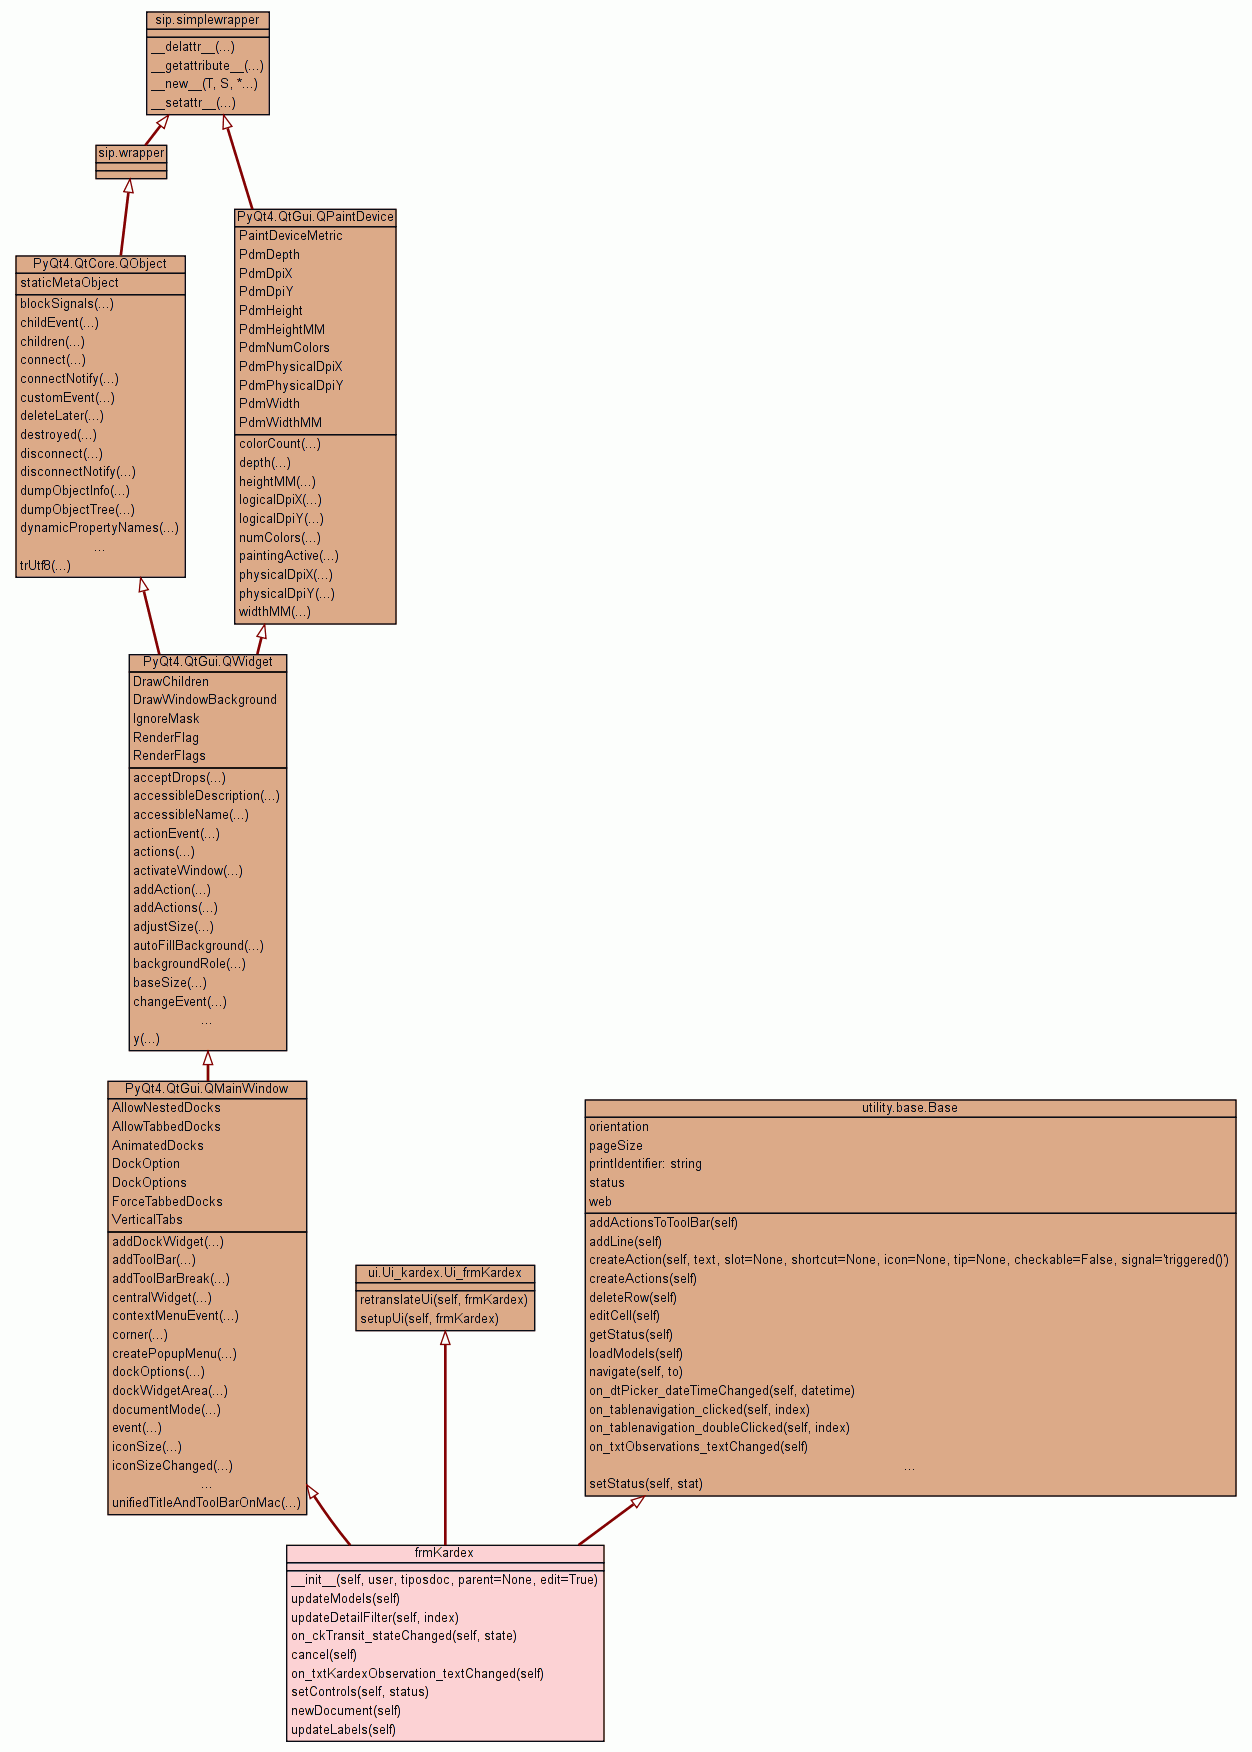 sip.simplewrapper
__delattr__(...)
__getattribute__(...)
__new__(T, S, *...)
__setattr__(...)
sip.wrapper
PyQt4.QtGui.QPaintDevice
PaintDeviceMetric
PdmDepth
PdmDpiX
PdmDpiY
PdmHeight
PdmHeightMM
PdmNumColors
PdmPhysicalDpiX
PdmPhysicalDpiY
PdmWidth
PdmWidthMM
colorCount(...)
depth(...)
heightMM(...)
logicalDpiX(...)
logicalDpiY(...)
numColors(...)
paintingActive(...)
physicalDpiX(...)
physicalDpiY(...)
widthMM(...)
PyQt4.QtCore.QObject
staticMetaObject
blockSignals(...)
childEvent(...)
children(...)
connect(...)
connectNotify(...)
customEvent(...)
deleteLater(...)
destroyed(...)
disconnect(...)
disconnectNotify(...)
dumpObjectInfo(...)
dumpObjectTree(...)
dynamicPropertyNames(...)
...
trUtf8(...)
PyQt4.QtGui.QWidget
DrawChildren
DrawWindowBackground
IgnoreMask
RenderFlag
RenderFlags
acceptDrops(...)
accessibleDescription(...)
accessibleName(...)
actionEvent(...)
actions(...)
activateWindow(...)
addAction(...)
addActions(...)
adjustSize(...)
autoFillBackground(...)
backgroundRole(...)
baseSize(...)
changeEvent(...)
...
y(...)
PyQt4.QtGui.QMainWindow
AllowNestedDocks
AllowTabbedDocks
AnimatedDocks
DockOption
DockOptions
ForceTabbedDocks
VerticalTabs
addDockWidget(...)
addToolBar(...)
addToolBarBreak(...)
centralWidget(...)
contextMenuEvent(...)
corner(...)
createPopupMenu(...)
dockOptions(...)
dockWidgetArea(...)
documentMode(...)
event(...)
iconSize(...)
iconSizeChanged(...)
...
unifiedTitleAndToolBarOnMac(...)
ui.Ui_kardex.Ui_frmKardex
retranslateUi(self, frmKardex)
setupUi(self, frmKardex)
utility.base.Base
orientation
pageSize
printIdentifier: string
status
web
addActionsToToolBar(self)
addLine(self)
createAction(self, text, slot=None, shortcut=None, icon=None, tip=None, checkable=False, signal='triggered()')
createActions(self)
deleteRow(self)
editCell(self)
getStatus(self)
loadModels(self)
navigate(self, to)
on_dtPicker_dateTimeChanged(self, datetime)
on_tablenavigation_clicked(self, index)
on_tablenavigation_doubleClicked(self, index)
on_txtObservations_textChanged(self)
...
setStatus(self, stat)
frmKardex
__init__(self, user, tiposdoc, parent=None, edit=True)
updateModels(self)
updateDetailFilter(self, index)
on_ckTransit_stateChanged(self, state)
cancel(self)
on_txtKardexObservation_textChanged(self)
setControls(self, status)
newDocument(self)
updateLabels(self)